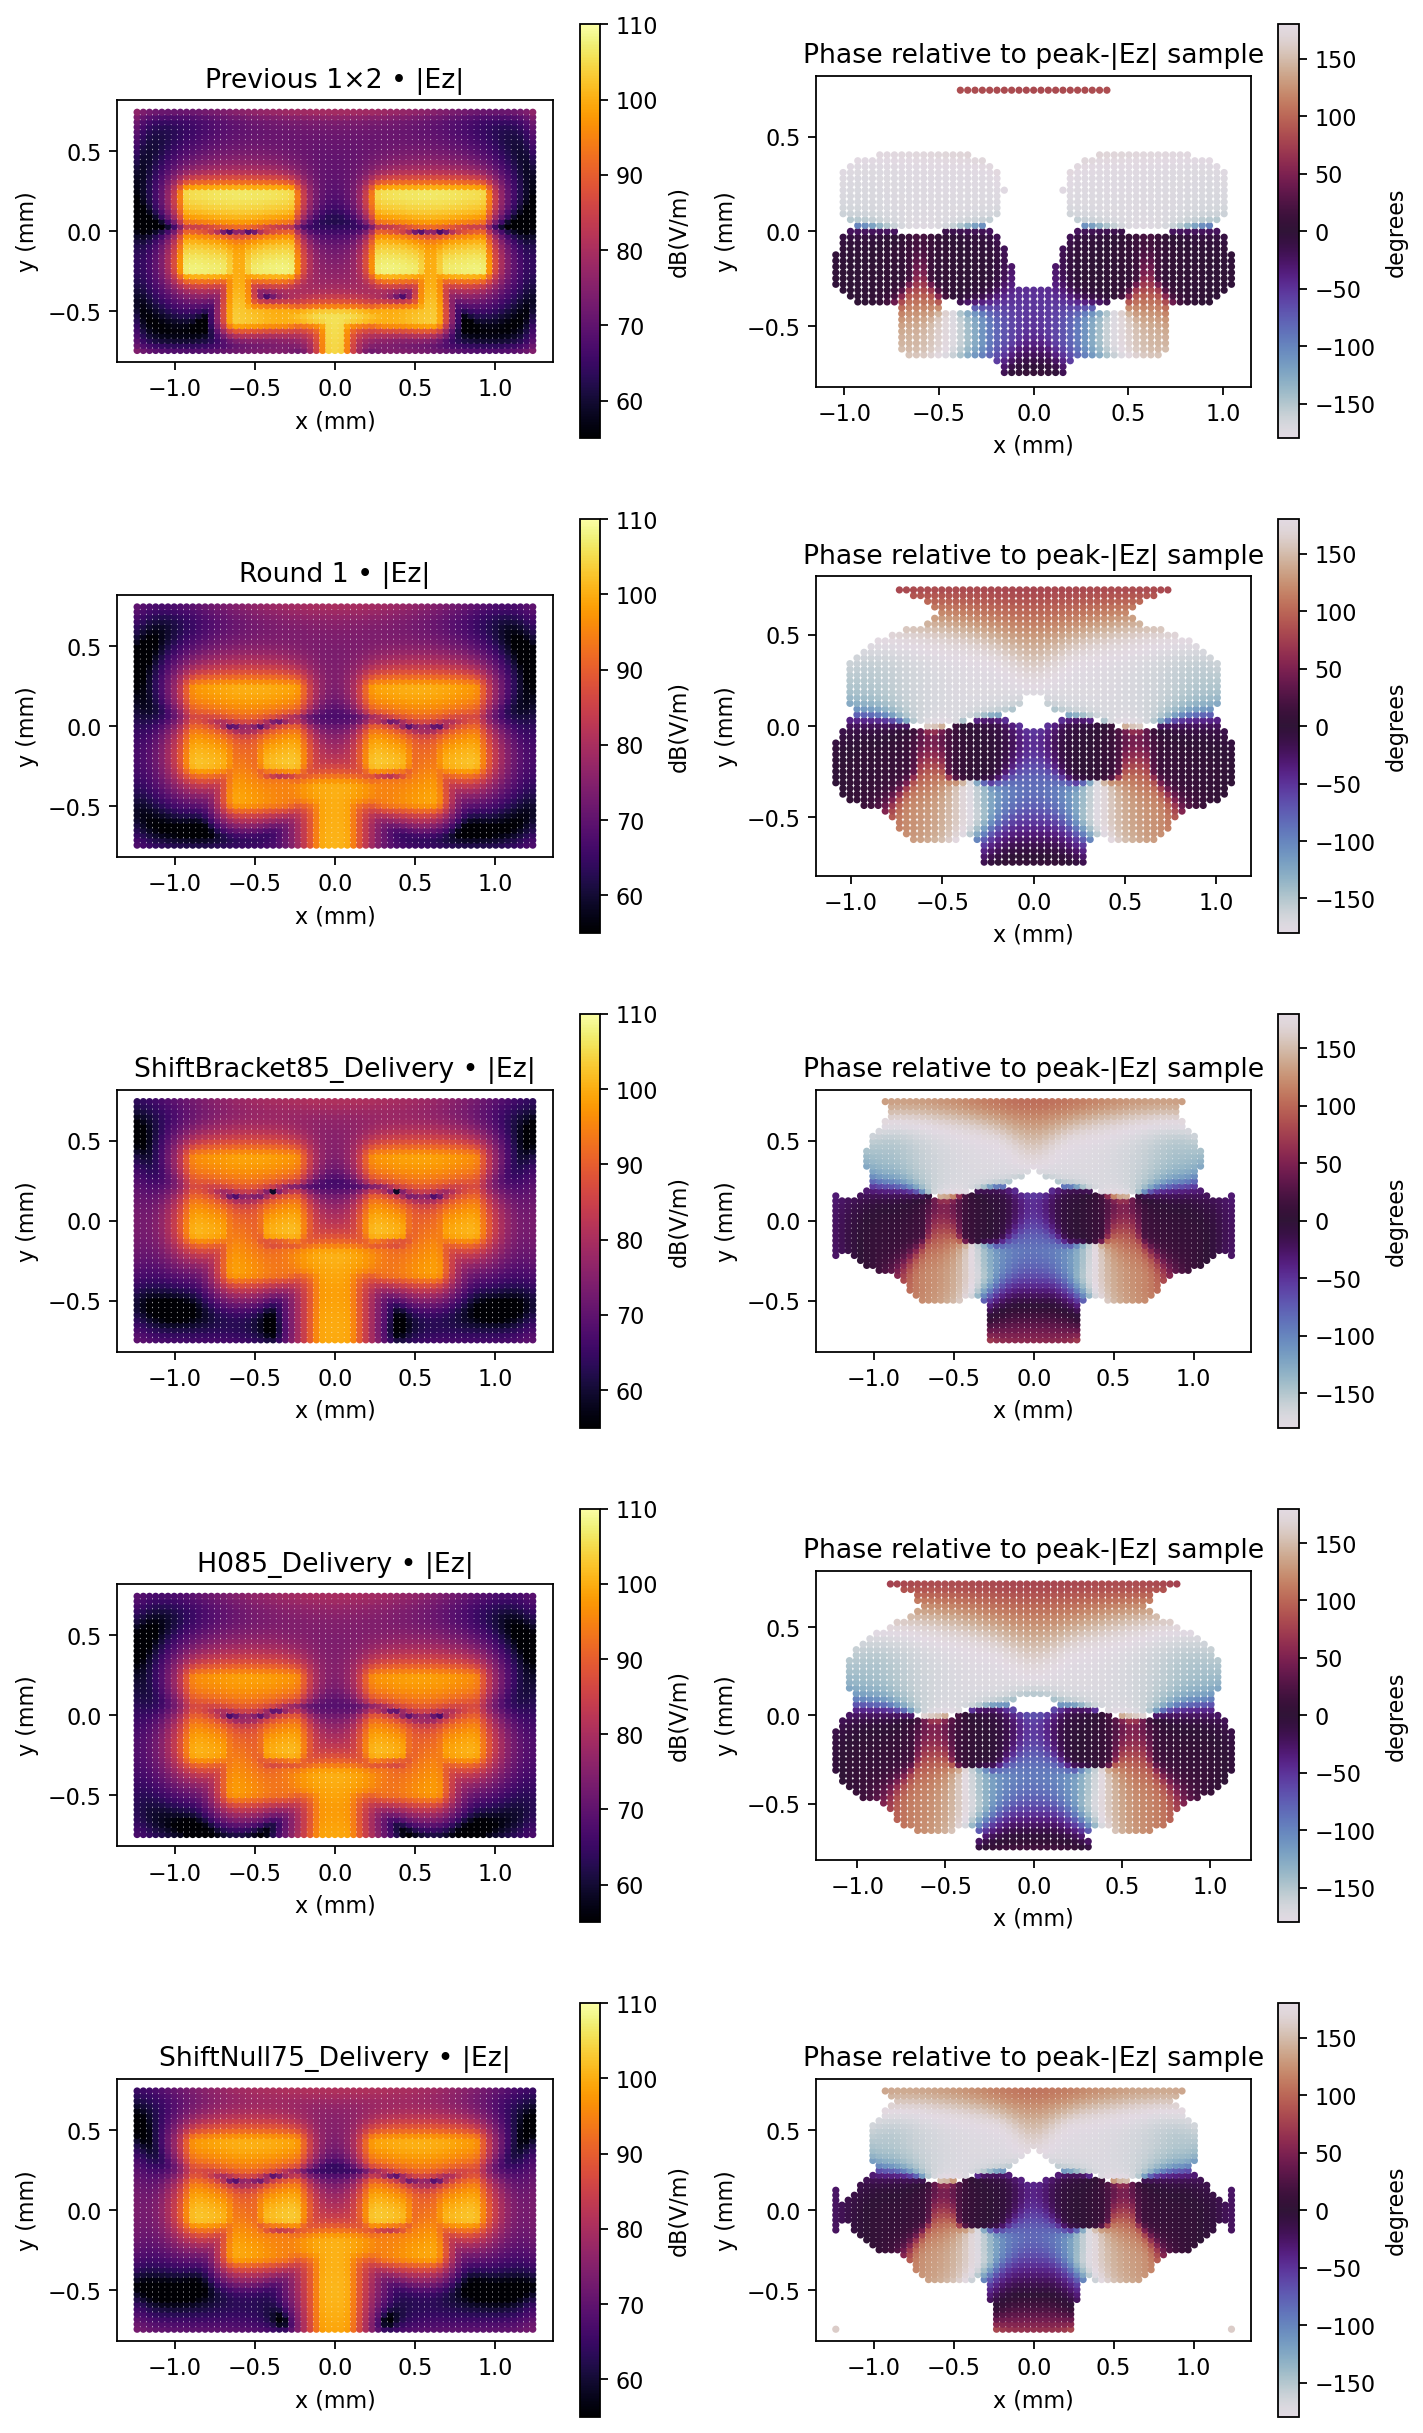 Previous 1×2 • |Ez|
y (mm)
0.5
0.0
−0.5
−1.0 −0.5 0.0 0.5 1.0
x (mm)
110
100
90
80
70
60
dB(V/m)
Phase relative to peak-|Ez| sample
y (mm)
0.5
0.0
−0.5
−1.0 −0.5 0.0 0.5 1.0
x (mm)
150
100
50
0
−50
−100
−150
degrees
Round 1 • |Ez|
y (mm)
0.5
0.0
−0.5
−1.0 −0.5 0.0 0.5 1.0
x (mm)
110
100
90
80
70
60
dB(V/m)
Phase relative to peak-|Ez| sample
y (mm)
0.5
0.0
−0.5
−1.0 −0.5 0.0 0.5 1.0
x (mm)
150
100
50
0
−50
−100
−150
degrees
ShiftBracket85_Delivery • |Ez|
y (mm)
0.5
0.0
−0.5
−1.0 −0.5 0.0 0.5 1.0
x (mm)
110
100
90
80
70
60
dB(V/m)
Phase relative to peak-|Ez| sample
y (mm)
0.5
0.0
−0.5
−1.0 −0.5 0.0 0.5 1.0
x (mm)
150
100
50
0
−50
−100
−150
degrees
H085_Delivery • |Ez|
y (mm)
0.5
0.0
−0.5
−1.0 −0.5 0.0 0.5 1.0
x (mm)
110
100
90
80
70
60
dB(V/m)
Phase relative to peak-|Ez| sample
y (mm)
0.5
0.0
−0.5
−1.0 −0.5 0.0 0.5 1.0
x (mm)
150
100
50
0
−50
−100
−150
degrees
ShiftNull75_Delivery • |Ez|
y (mm)
0.5
0.0
−0.5
−1.0 −0.5 0.0 0.5 1.0
x (mm)
110
100
90
80
70
60
dB(V/m)
Phase relative to peak-|Ez| sample
y (mm)
0.5
0.0
−0.5
−1.0 −0.5 0.0 0.5 1.0
x (mm)
150
100
50
0
−50
−100
−150
degrees